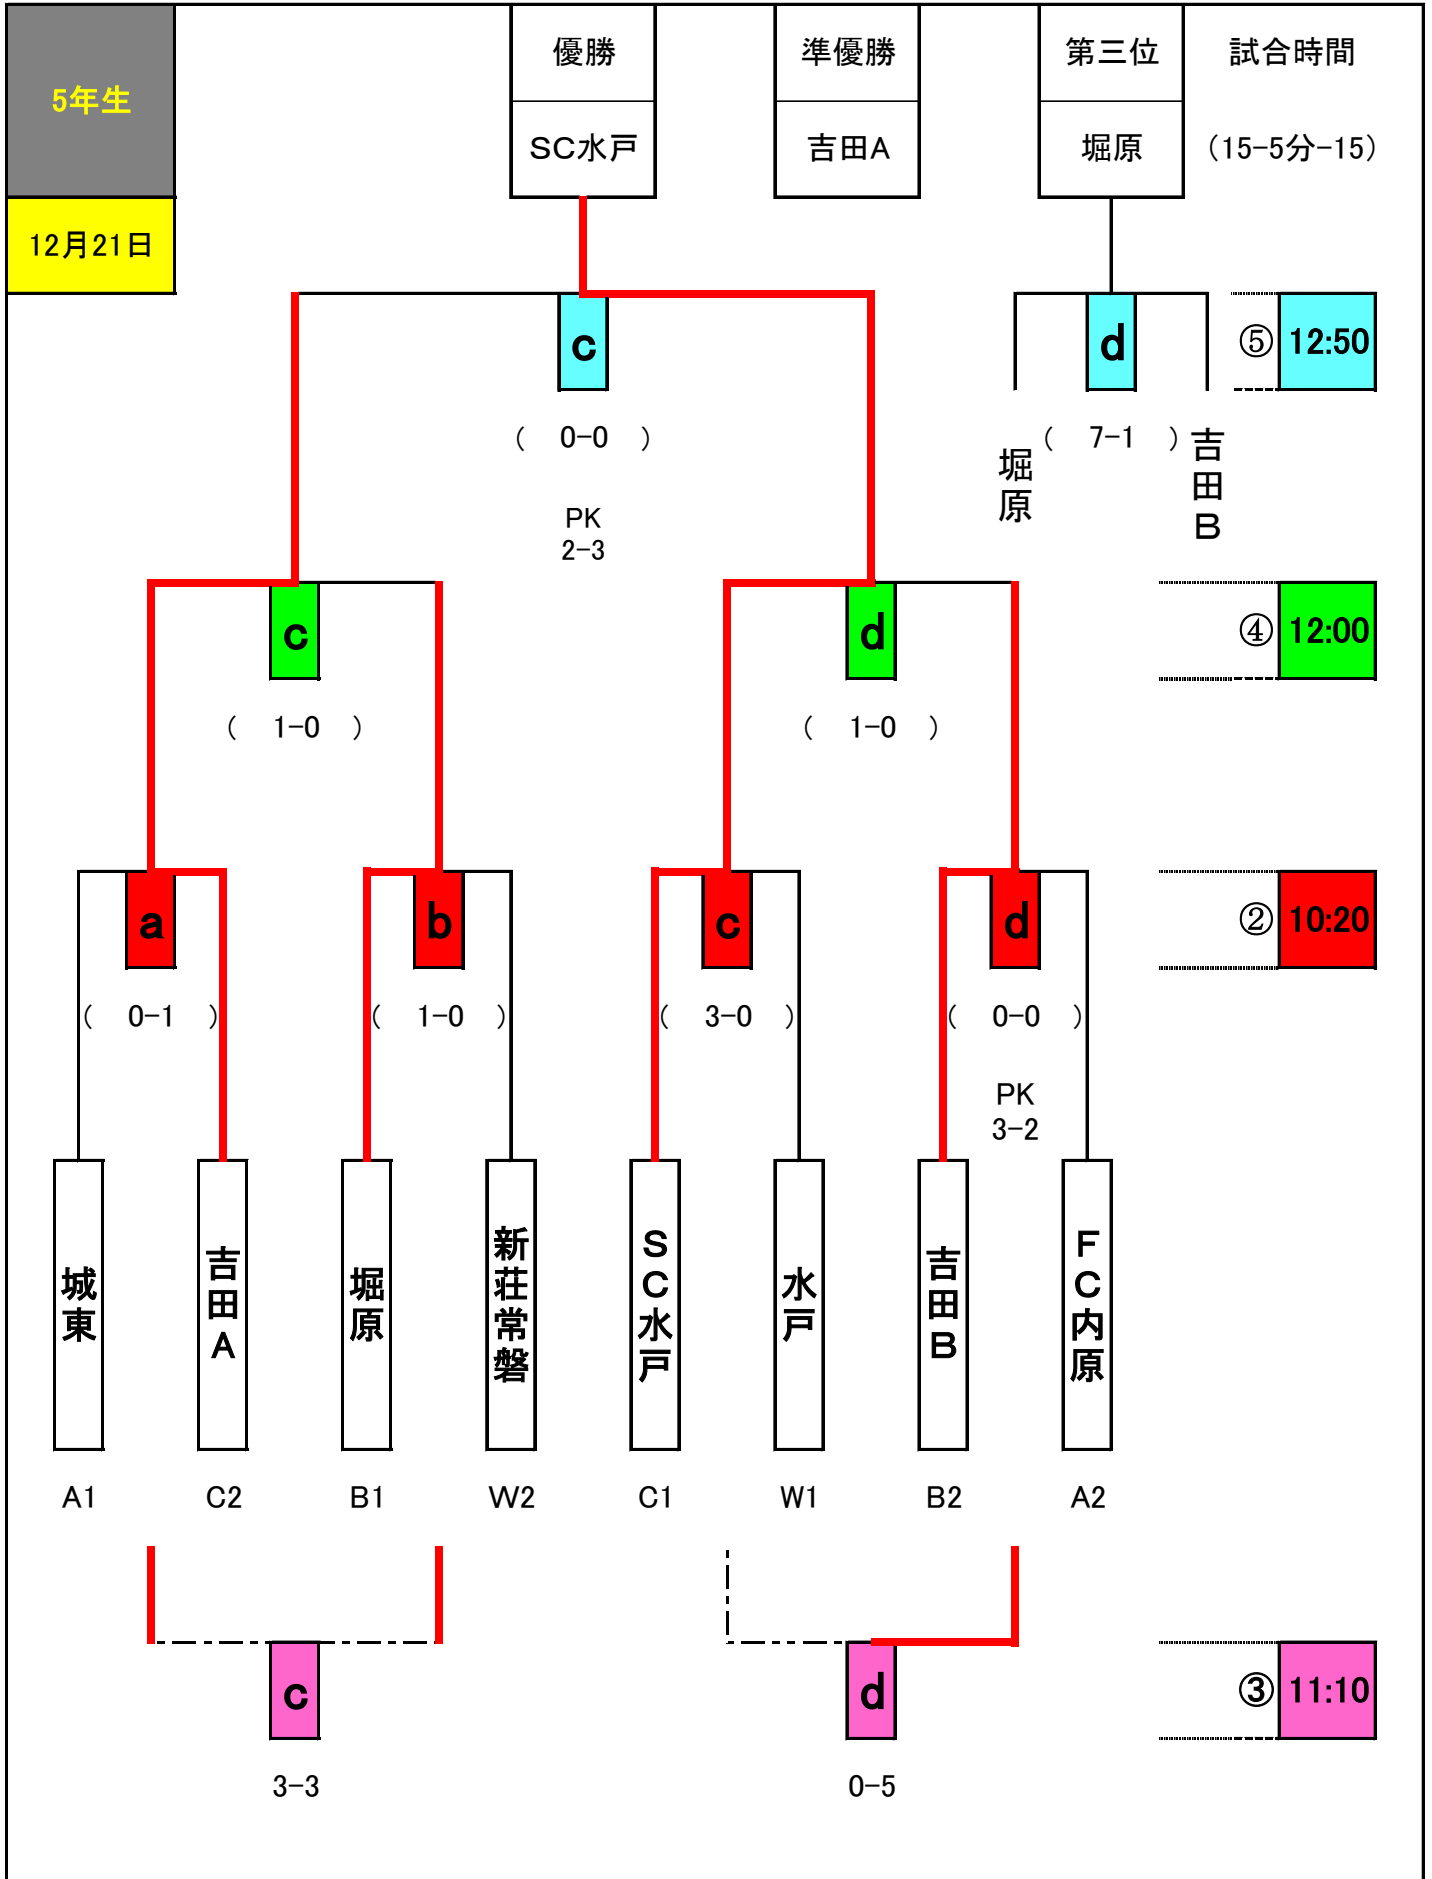 5年生
12月21日
優勝
SC水戸
準優勝
吉田A
第三位
堀原
試合時間
(15-5分-15)
c
( 0-0 )
PK
2-3
d
( 7-1 )
堀原
吉田B
⑤ 12:50
c
( 1-0 )
d
( 1-0 )
④ 12:00
a
( 0-1 )
b
( 1-0 )
c
( 3-0 )
d
( 0-0 )
PK
3-2
② 10:20
城東
吉田A
堀原
新荘常磐
SC水戸
水戸
吉田B
FC内原
A1
C2
B1
W2
C1
W1
B2
A2
c
3-3
d
0-5
③ 11:10